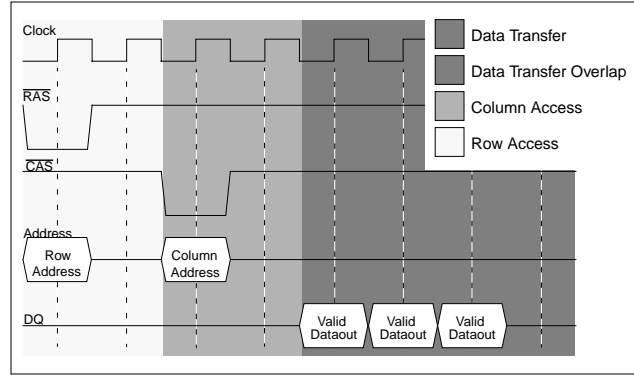 Clock
Data Transfer
Data Transfer Overlap
RAS
Column Access
Row Access
CAS
Address
Row
Address
Column
Address
DQ
Valid
Dataout
Valid
Dataout
Valid
Dataout